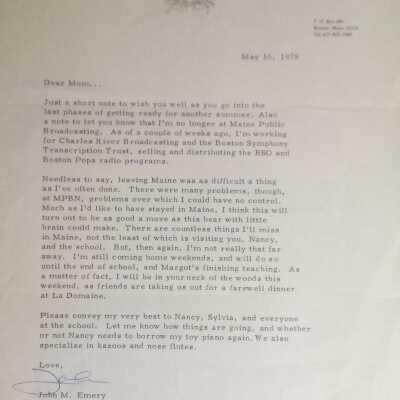 May 16, 1978
Dear Mom...
Just a short note to wish you well as you go into the
last phases of getting ready for another summer. Also
a note to let you know that I'm no longer at Maine Public
Broadcasting. As of a couple of weeks ago, I'm working
for Charles River Broadcasting and the Boston Symphony
Transcription Trust, selling and distributing the BSO and
Boston Pops radio programs.
Needless to say, leaving Maine was as difficult a thing
as I've often done. There were many problems, though,
at MPBN, problems over which I could have no control.
Much as I'd like to have stayed in Maine, I think this will
turn out to be as good a move as this bear with little
brain could make. There are countless things I'll miss
in Maine, not the least of which is visiting you, Nancy,
and the school. But, then again, I'm not really that far
away. I'm still coming home weekends, and will do so
until the end of school, and Margot's finishing teaching. As
a matter of fact, I will be in your neck of the woods this
weekend, as friends are taking us out for a farewell dinner
at La Domaine.
Please convey my very best to Nancy, Sylvia, and everyone
at the school. Let me know how things are going, and whether
or not Nancy needs to borrow my toy piano again. We also
specialize in kazoos and nose flutes.
Love,
John M. Emery